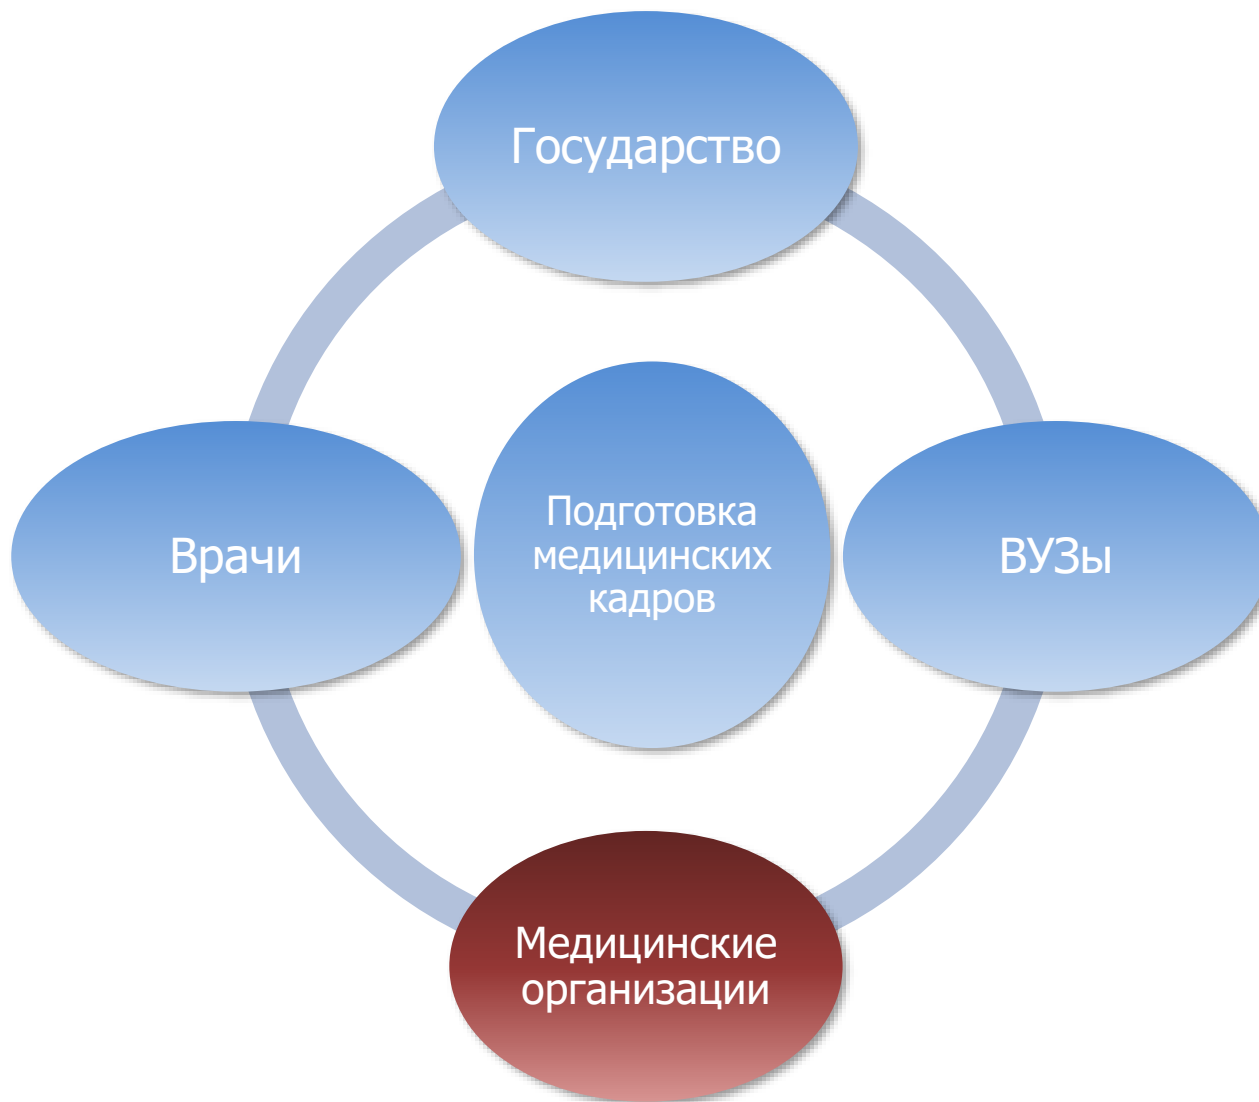 Государство
Врачи
Подготовка
медицинских
кадров
ВУЗы
Медицинские
организации